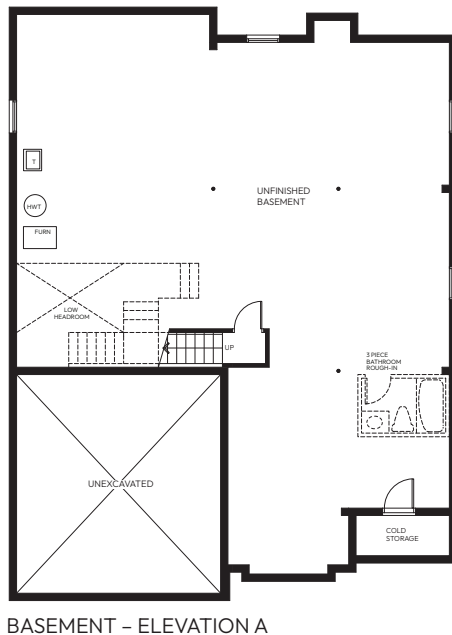 T
HWT
FURN
UNFINISHED
BASEMENT
LOW
HEADROOM
UP
3 PIECE
BATHROOM
ROUGH-IN
UNEXCAVATED
COLD
STORAGE
BASEMENT – ELEVATION A